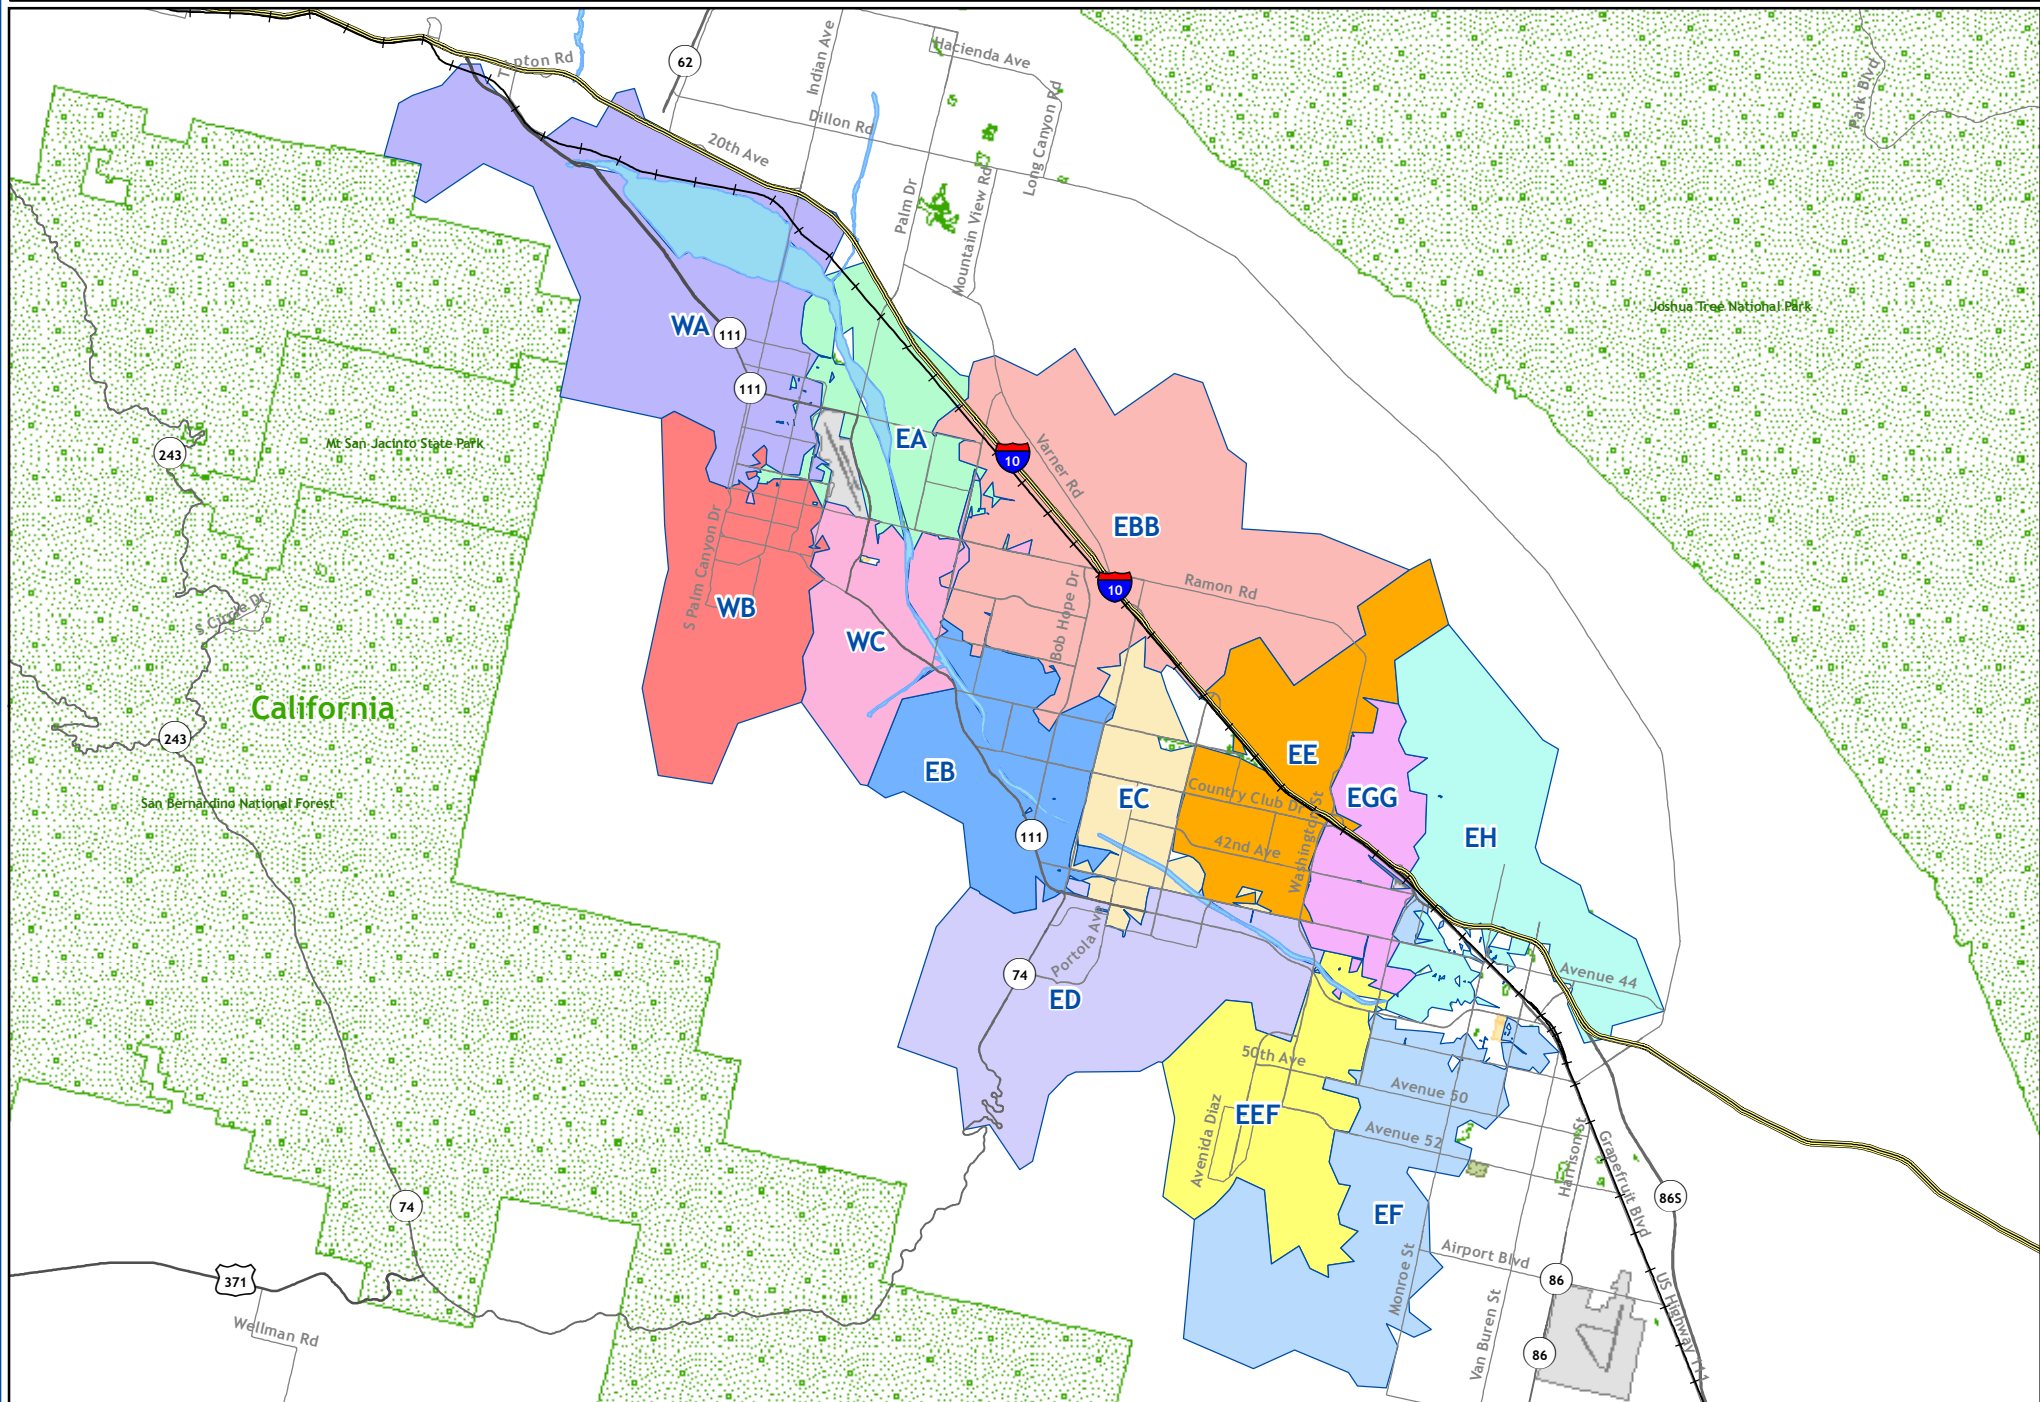 Tipton Rd
62
Indian Ave
Hacienda Ave
Long Canyon Rd
Park Blvd
Dillon Rd
20th Ave
Palm Dr
Mountain View Rd
Joshua Tree National Park
WA
111
111
EA
Mt San Jacinto State Park
243
Varner Rd
10
EBB
S Palm Canyon Dr
10
Ramon Rd
S Circle Dr
WB
WC
Bob Hope Dr
California
243
San Bernardino National Forest
EB
EC
EE
Country Club Dr
EGG
111
42nd Ave
Washington St
EH
Portola Ave
74
ED
Avenue 44
50th Ave
Avenue 50
Avenida Diaz
EEF
Avenue 52
Harrison St
Grapefruit Blvd
86S
74
EF
Monroe St
Airport Blvd
371
86
US Highway 111
Wellman Rd
Van Buren St
86